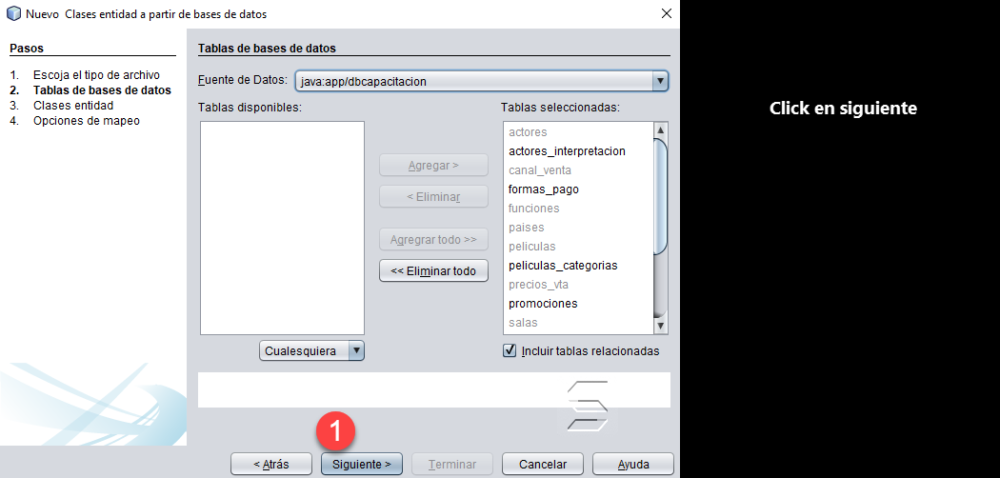 Nuevo Clases entidad a partir de bases de datos
Pasos
1. Escoja el tipo de archivo
2. Tablas de bases de datos
3. Clases entidad
4. Opciones de mapeo
Tablas de bases de datos
Fuente de Datos: java:app/dbcapacitacion
Tablas disponibles:
Tablas seleccionadas:
actores
actores_interpretacion
canal_venta
formas_pago
funciones
paises
peliculas
peliculas_categorias
precios_vta
promociones
salas
Agregar >
< Eliminar
Agregrar todo >>
<< Eliminar todo
Cualesquiera
Incluir tablas relacionadas
1
< Atrás
Siguiente >
Terminar
Cancelar
Ayuda
Click en siguiente